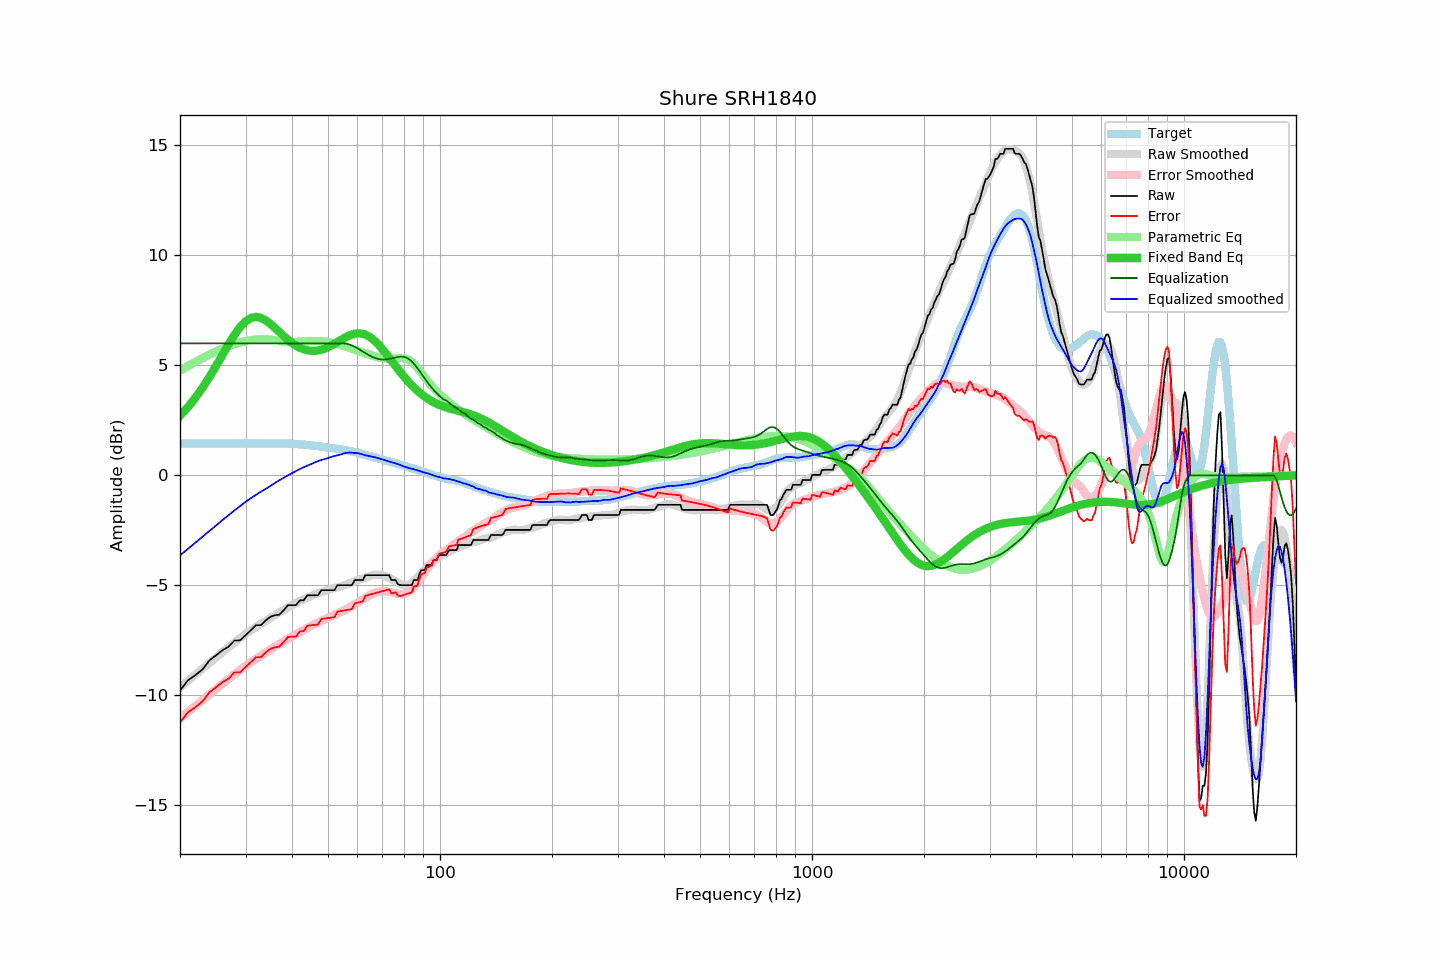 Shure SRH1840
Amplitude (dBr)
15
10
5
0
−5
−10
−15
100
1000
10000
Frequency (Hz)
Target
Raw Smoothed
Error Smoothed
Raw
Error
Parametric Eq
Fixed Band Eq
Equalization
Equalized smoothed